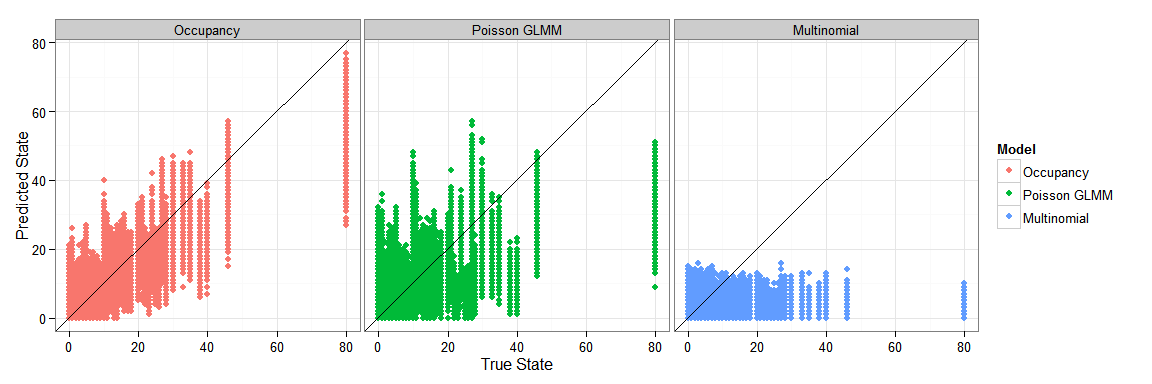 Occupancy Poisson GLMM Multinomial
Predicted State
80
60
40
20
0
0 20 40 60 80 0 20 40 60 80 0 20 40 60 80
True State
Model
Occupancy
Poisson GLMM
Multinomial